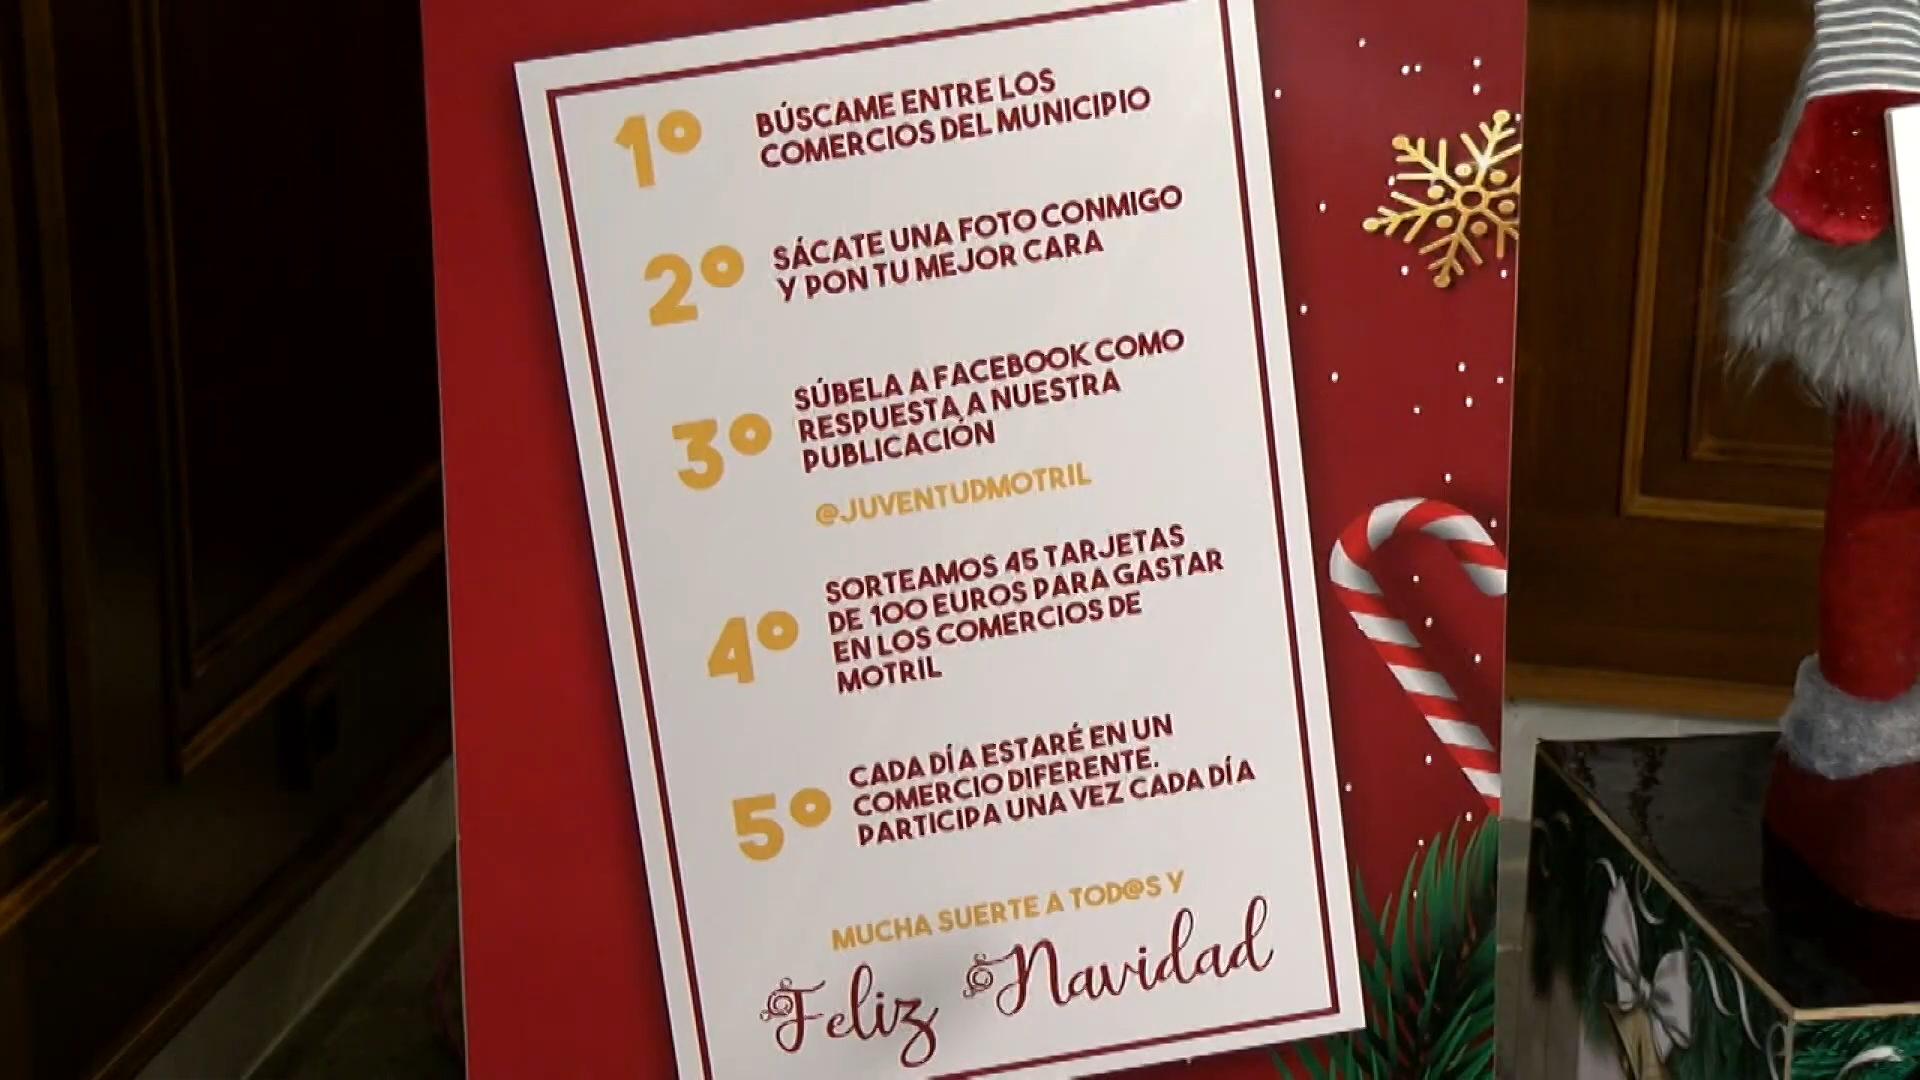 1º
BÚSCAME ENTRE LOS
COMERCIOS DEL MUNICIPIO
2º
SÁCATE UNA FOTO CONMIGO
Y PON TU MEJOR CARA
3º
SÚBELA A FACEBOOK COMO
RESPUESTA A NUESTRA
PUBLICACIÓN
@JUVENTUDMOTRIL
4º
SORTEAMOS 45 TARJETAS
DE 100 EUROS PARA GASTAR
EN LOS COMERCIOS DE
MOTRIL
5º
CADA DÍA ESTARÉ EN UN
COMERCIO DIFERENTE.
PARTICIPA UNA VEZ CADA DÍA
MUCHA SUERTE A TOD@S Y
Feliz Navidad